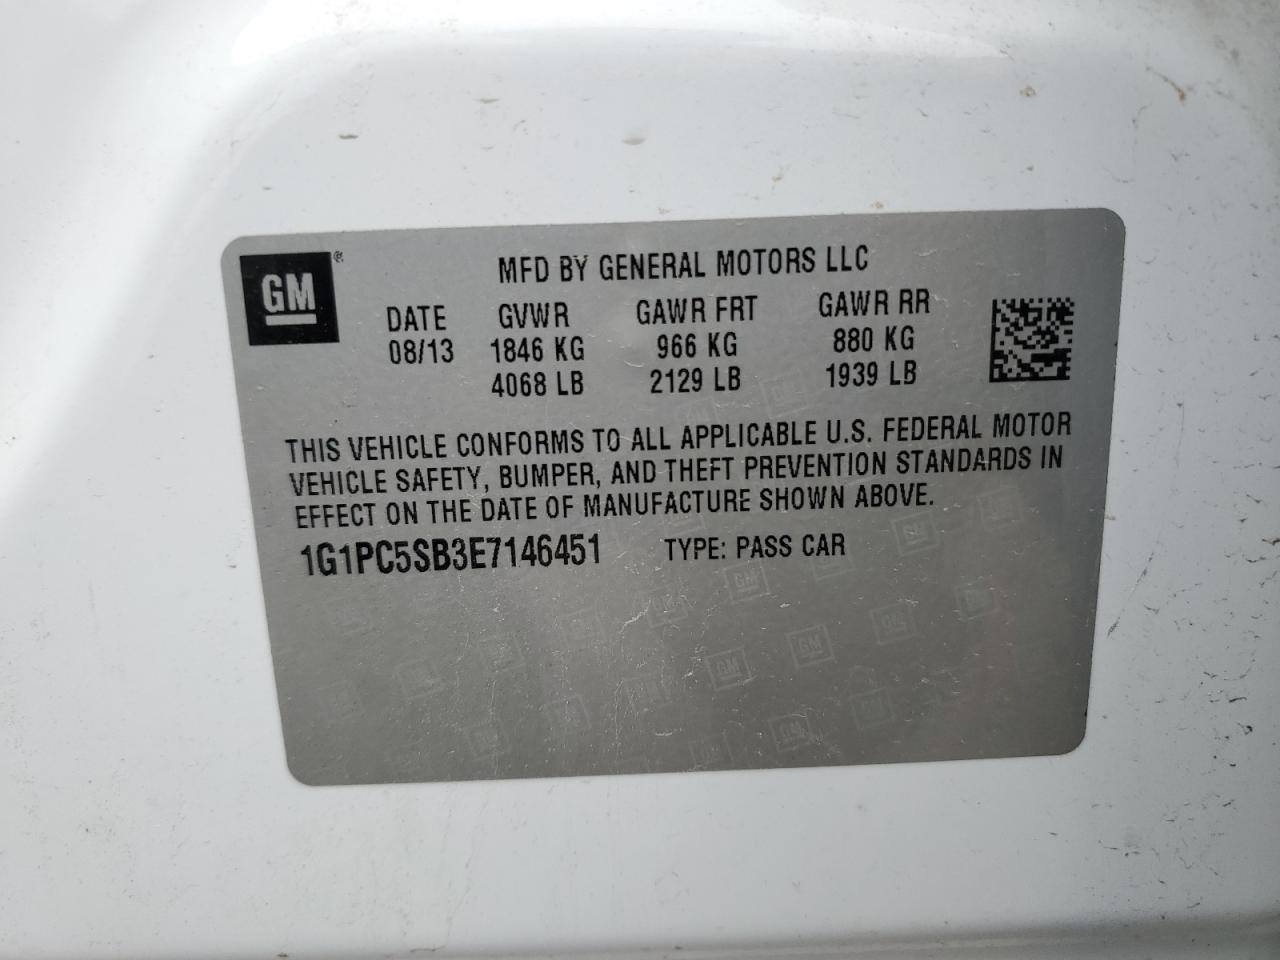 GM®
MFD BY GENERAL MOTORS LLC
DATE GVWR GAWR FRT GAWR RR
08/13 1846 KG 966 KG 880 KG
4068 LB 2129 LB 1939 LB
THIS VEHICLE CONFORMS TO ALL APPLICABLE U.S. FEDERAL MOTOR
VEHICLE SAFETY, BUMPER, AND THEFT PREVENTION STANDARDS IN
EFFECT ON THE DATE OF MANUFACTURE SHOWN ABOVE.
1G1PC5SB3E7146451 TYPE: PASS CAR